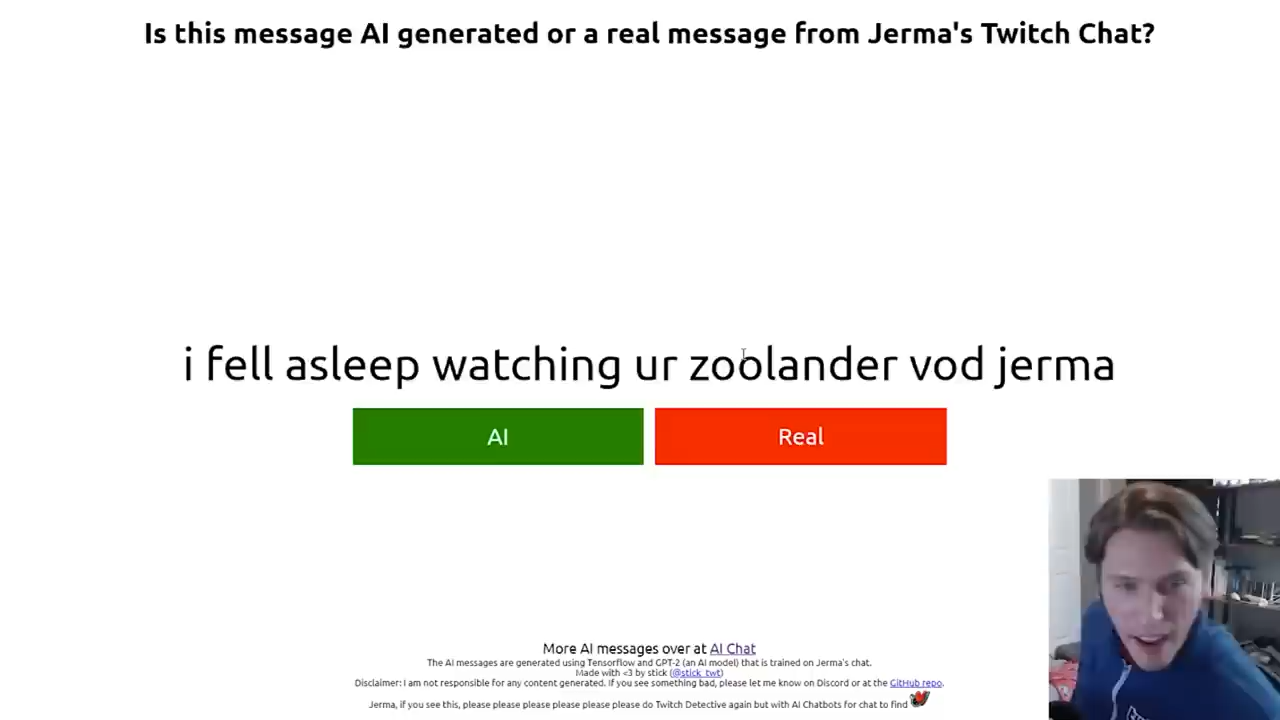 Is this message AI generated or a real message from Jerma's Twitch Chat?
i fell asleep watching ur zoolander vod jerma
AI
Real
More AI messages over at AI Chat
The AI messages are generated using Tensorflow and GPT-2 (an AI model) that is trained on Jerma's chat.
Made with <3 by stick (@stick_twt)
Disclaimer: I am not responsible for any content generated. If you see something bad, please let me know on Discord or at the GitHub repo.
Jerma, if you see this, please please please please please please do Twitch Detective again but with AI Chatbots for chat to find